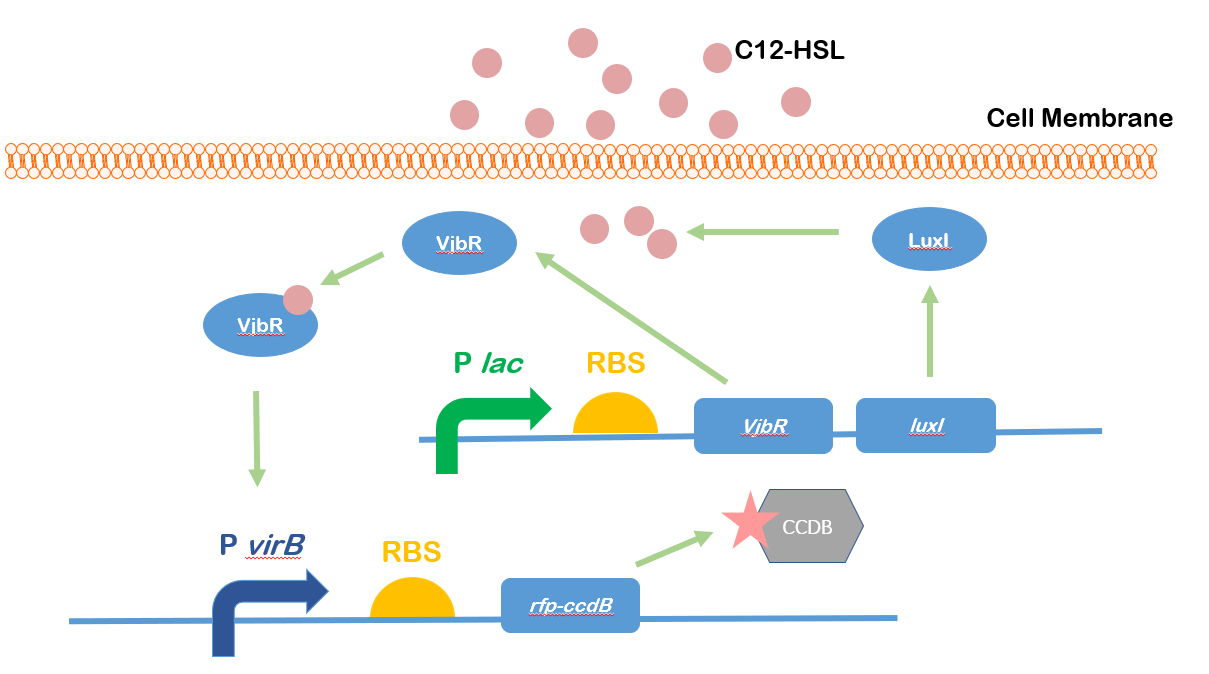 C12-HSL
Cell Membrane
VjbR
LuxI
VjbR
P lac
RBS
VjbR
luxI
CCDB
P virB
RBS
rfp-ccdB